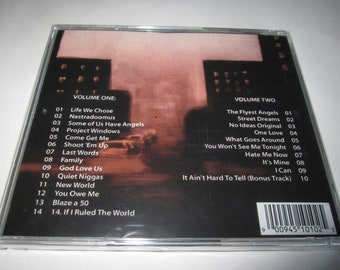 VOLUME ONE:
01 Life We Chose
02 Nastradoomus
03 Some of Us Have Angels
04 Project Windows
05 Come Get Me
06 Shoot 'Em Up
07 Last Words
08 Family
09 God Love Us
10 Quiet Niggas
11 New World
12 You Owe Me
13 Blaze a 50
14 14. If I Ruled The World
VOLUME TWO
The Flyest Angels 01
Street Dreams 02
No Ideas Original 03
One Love 04
What Goes Around 05
You Won't See Me Tonight 06
Hate Me Now 07
It's Mine 08
I Can 09
It Ain't Hard To Tell (Bonus Track) 10
9 00945 10102